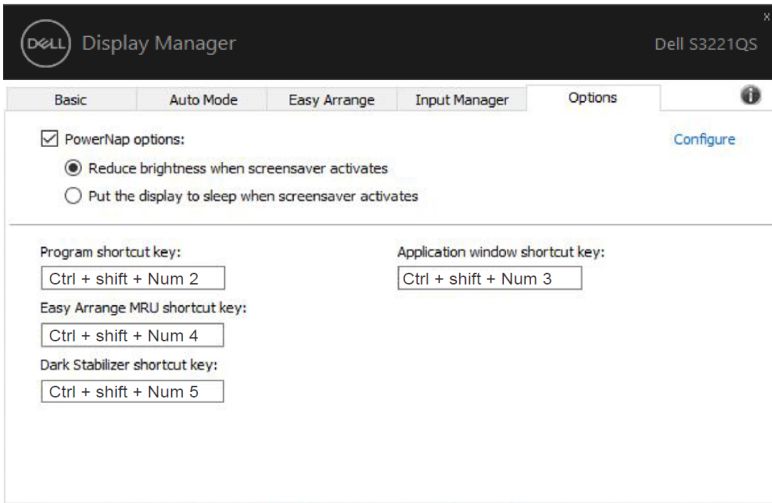 DELL Display Manager
x
Dell S3221QS
Basic Auto Mode Easy Arrange Input Manager Options
i
PowerNap options:
Configure
Reduce brightness when screensaver activates
Put the display to sleep when screensaver activates
Program shortcut key:
Ctrl + shift + Num 2
Application window shortcut key:
Ctrl + shift + Num 3
Easy Arrange MRU shortcut key:
Ctrl + shift + Num 4
Dark Stabilizer shortcut key:
Ctrl + shift + Num 5